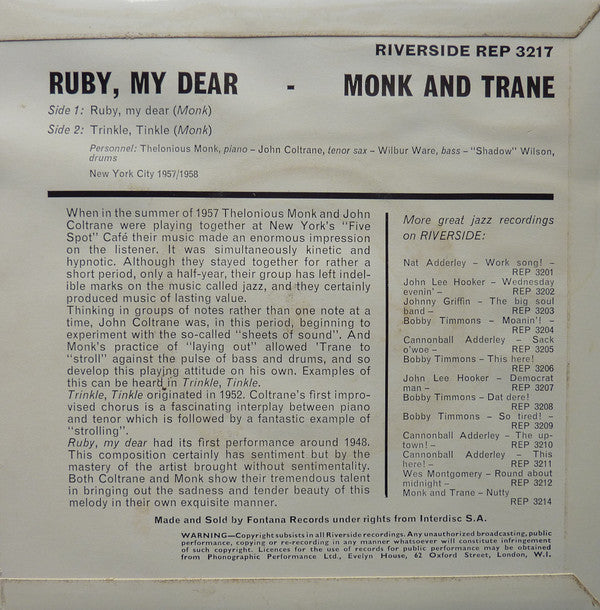 RIVERSIDE REP 3217
RUBY, MY DEAR - MONK AND TRANE
Side 1: Ruby, my dear (Monk)
Side 2: Trinkle, Tinkle (Monk)
Personnel: Thelonious Monk, piano – John Coltrane, tenor sax – Wilbur Ware, bass – "Shadow" Wilson,
drums
New York City 1957/1958
When in the summer of 1957 Thelonious Monk and John
Coltrane were playing together at New York's "Five
Spot" Café their music made an enormous impression
on the listener. It was simultaneously kinetic and
hypnotic. Although they stayed together for rather a
short period, only a half-year, their group has left indel-
ible marks on the music called jazz, and they certainly
produced music of lasting value.
Thinking in groups of notes rather than one note at a
time, John Coltrane was, in this period, beginning to
experiment with the so-called "sheets of sound". And
Monk's practice of "laying out" allowed 'Trane to
"stroll" against the pulse of bass and drums, and so
develop this playing attitude on his own. Examples of
this can be heard in Trinkle, Tinkle.
Trinkle, Tinkle originated in 1952. Coltrane's first impro-
vised chorus is a fascinating interplay between piano
and tenor which is followed by a fantastic example of
"strolling".
Ruby, my dear had its first performance around 1948.
This composition certainly has sentiment but by the
mastery of the artist brought without sentimentality.
Both Coltrane and Monk show their tremendous talent
in bringing out the sadness and tender beauty of this
melody in their own exquisite manner.
More great jazz recordings
on RIVERSIDE:
Nat Adderley – Work song! –
REP 3201
John Lee Hooker – Wednesday
evenin' – REP 3202
Johnny Griffin – The big soul
band – REP 3203
Bobby Timmons – Moanin'! –
REP 3204
Cannonball Adderley – Sack
o'woe – REP 3205
Bobby Timmons – This here!
REP 3206
John Lee Hooker – Democrat
man – REP 3207
Bobby Timmons – Dat dere!
REP 3208
Bobby Timmons – So tired! –
REP 3209
Cannonball Adderley – The up-
town! – REP 3210
Cannonball Adderley – This
here! – REP 3211
Wes Montgomery – Round about
midnight – REP 3212
Monk and Trane – Nutty
REP 3214
Made and Sold by Fontana Records under rights from Interdisc S.A.
WARNING—Copyright subsists in all Riverside recordings. Any unauthorized broadcasting, public
performance, copying or re-recording in any manner whatsoever will constitute infringement
of such copyright. Licences for the use of records for public performance may be obtained
from Phonographic Performance Ltd., Evelyn House, 62 Oxford Street, London, W.I.